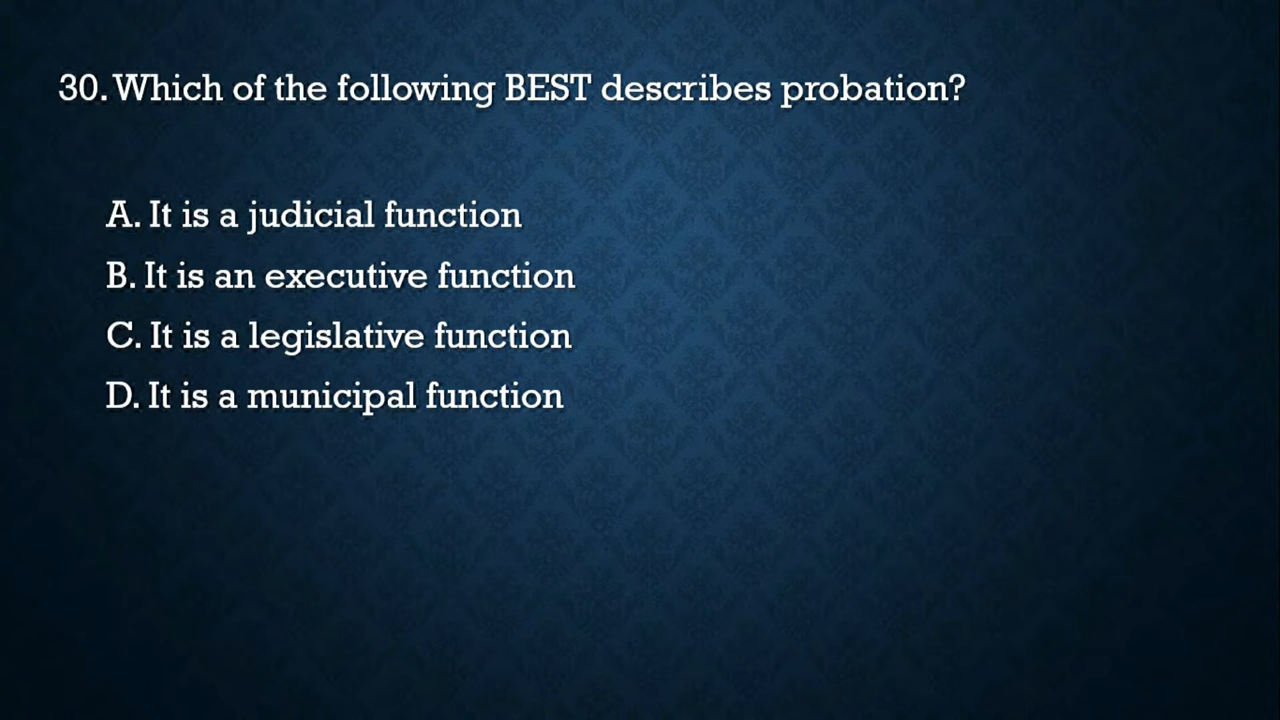 30. Which of the following BEST describes probation?
A. It is a judicial function
B. It is an executive function
C. It is a legislative function
D. It is a municipal function